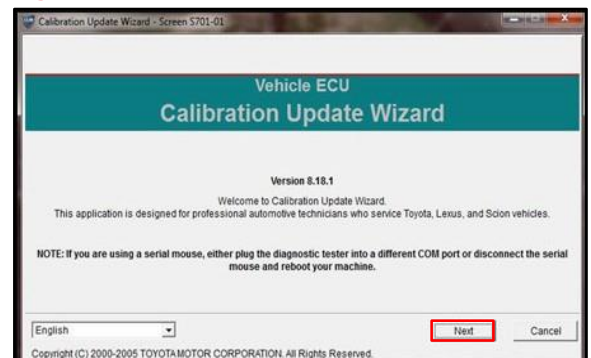 Calibration Update Wizard - Screen S701-01
Vehicle ECU
Calibration Update Wizard
Version 8.18.1
Welcome to Calibration Update Wizard.
This application is designed for professional automotive technicians who service Toyota, Lexus, and Scion vehicles.
NOTE: If you are using a serial mouse, either plug the diagnostic tester into a different COM port or disconnect the serial
mouse and reboot your machine.
English
Next
Cancel
Copyright (C) 2000-2005 TOYOTA MOTOR CORPORATION. All Rights Reserved.